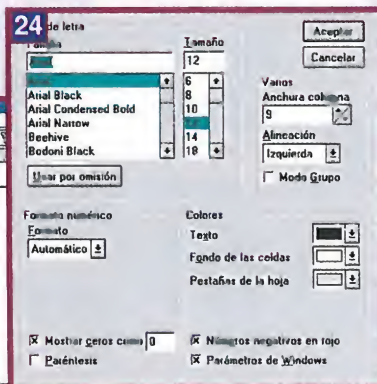 24
de letra
Familia
Tamaño
Arial
12
Arial
Arial Black
Arial Condensed Bold
Arial Narrow
Beehive
Bodoni Black
6
8
10
12
14
18
Usar por omisión
Aceptar
Cancelar
Varios
Anchura columna
9
Alineación
Izquierda
Modo Grupo
Formato numérico
Formato
Automático
Colores
Texto
Fondo de las celdas
Pestañas de la hoja
Mostrar ceros como 0
Paréntesis
Números negativos en rojo
Parámetros de Windows